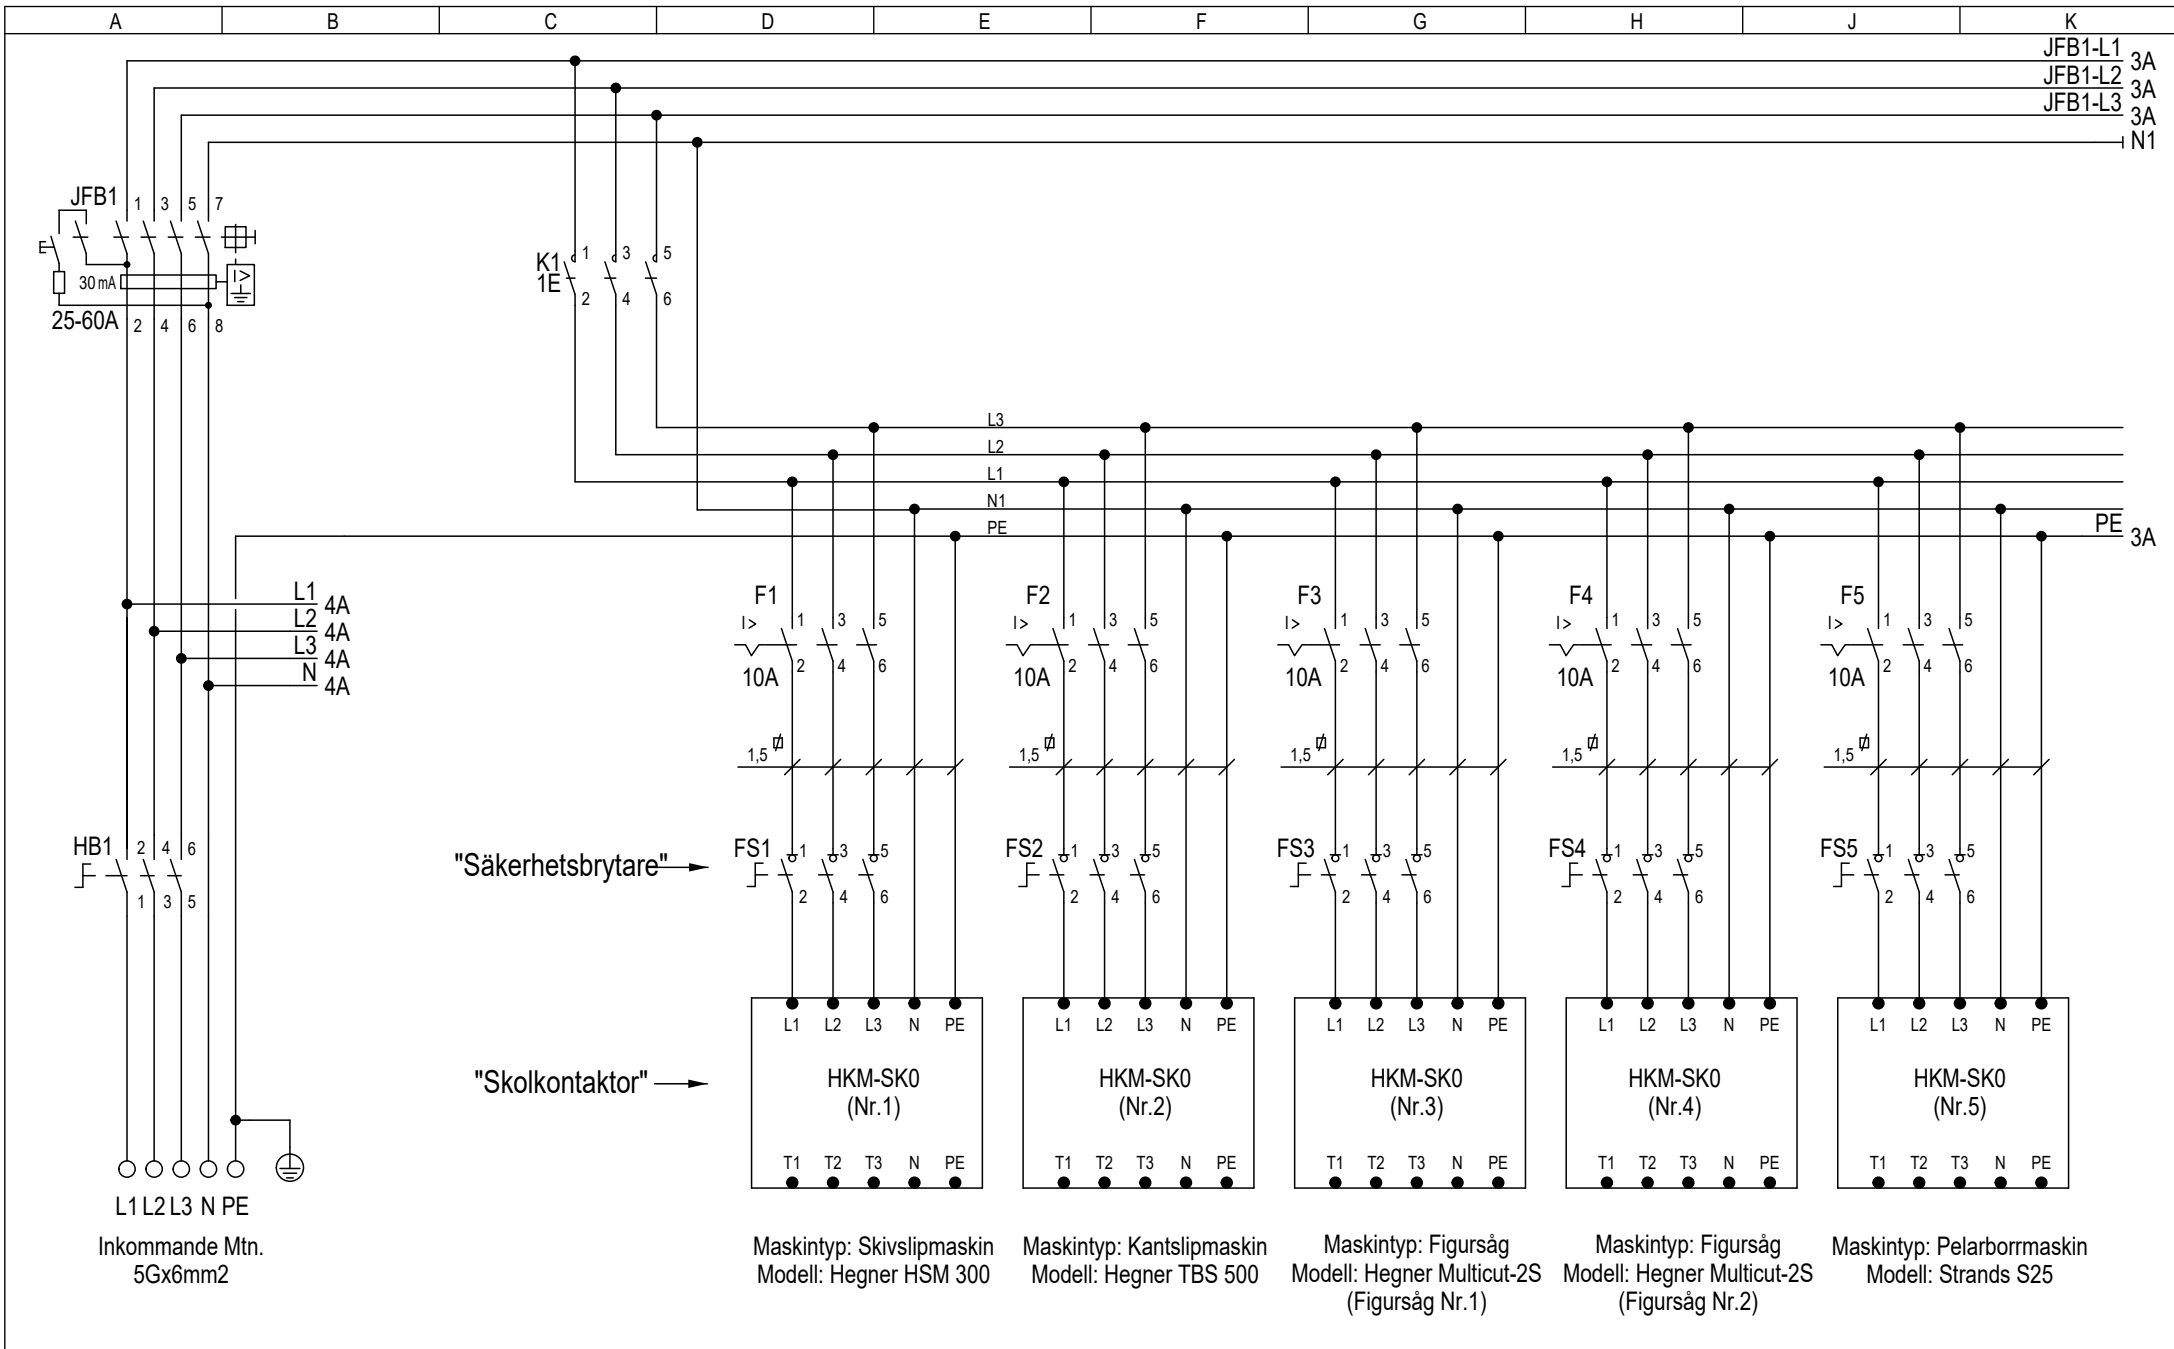 A B C D E F G H J K
JFB1-L1 3A
JFB1-L2 3A
JFB1-L3 3A
N1
JFB1 1 3 5 7
30 mA I>
25-60A 2 4 6 8
K1 1 3 5
1E 2 4 6
L3
L2
L1
N1
PE
PE 3A
L1 4A
L2 4A
L3 4A
N 4A
F1 F2 F3 F4 F5
I> 1 3 5 I> 1 3 5 I> 1 3 5 I> 1 3 5 I> 1 3 5
2 4 6 2 4 6 2 4 6 2 4 6 2 4 6
10A 10A 10A 10A 10A
1,5 1,5 1,5 1,5 1,5
HB1 2 4 6
1 3 5
"Säkerhetsbrytare"
FS1 1 3 5 FS2 1 3 5 FS3 1 3 5 FS4 1 3 5 FS5 1 3 5
2 4 6 2 4 6 2 4 6 2 4 6 2 4 6
L1 L2 L3 N PE L1 L2 L3 N PE L1 L2 L3 N PE L1 L2 L3 N PE L1 L2 L3 N PE
"Skolkontaktor"
HKM-SK0 HKM-SK0 HKM-SK0 HKM-SK0 HKM-SK0
(Nr.1) (Nr.2) (Nr.3) (Nr.4) (Nr.5)
T1 T2 T3 N PE T1 T2 T3 N PE T1 T2 T3 N PE T1 T2 T3 N PE T1 T2 T3 N PE
L1 L2 L3 N PE
Inkommande Mtn.
5Gx6mm2
Maskintyp: Skivslipmaskin
Modell: Hegner HSM 300
Maskintyp: Kantslipmaskin
Modell: Hegner TBS 500
Maskintyp: Figursåg
Modell: Hegner Multicut-2S
(Figursåg Nr.1)
Maskintyp: Figursåg
Modell: Hegner Multicut-2S
(Figursåg Nr.2)
Maskintyp: Pelarborrmaskin
Modell: Strands S25